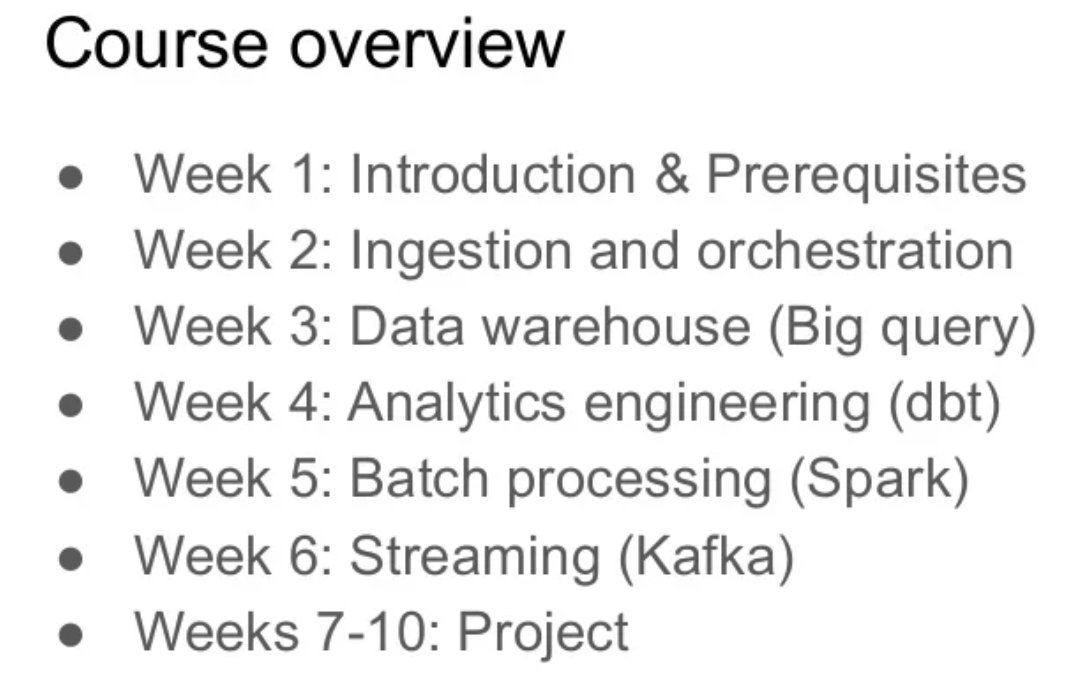 Course overview
● Week 1: Introduction & Prerequisites
● Week 2: Ingestion and orchestration
● Week 3: Data warehouse (Big query)
● Week 4: Analytics engineering (dbt)
● Week 5: Batch processing (Spark)
● Week 6: Streaming (Kafka)
● Weeks 7-10: Project